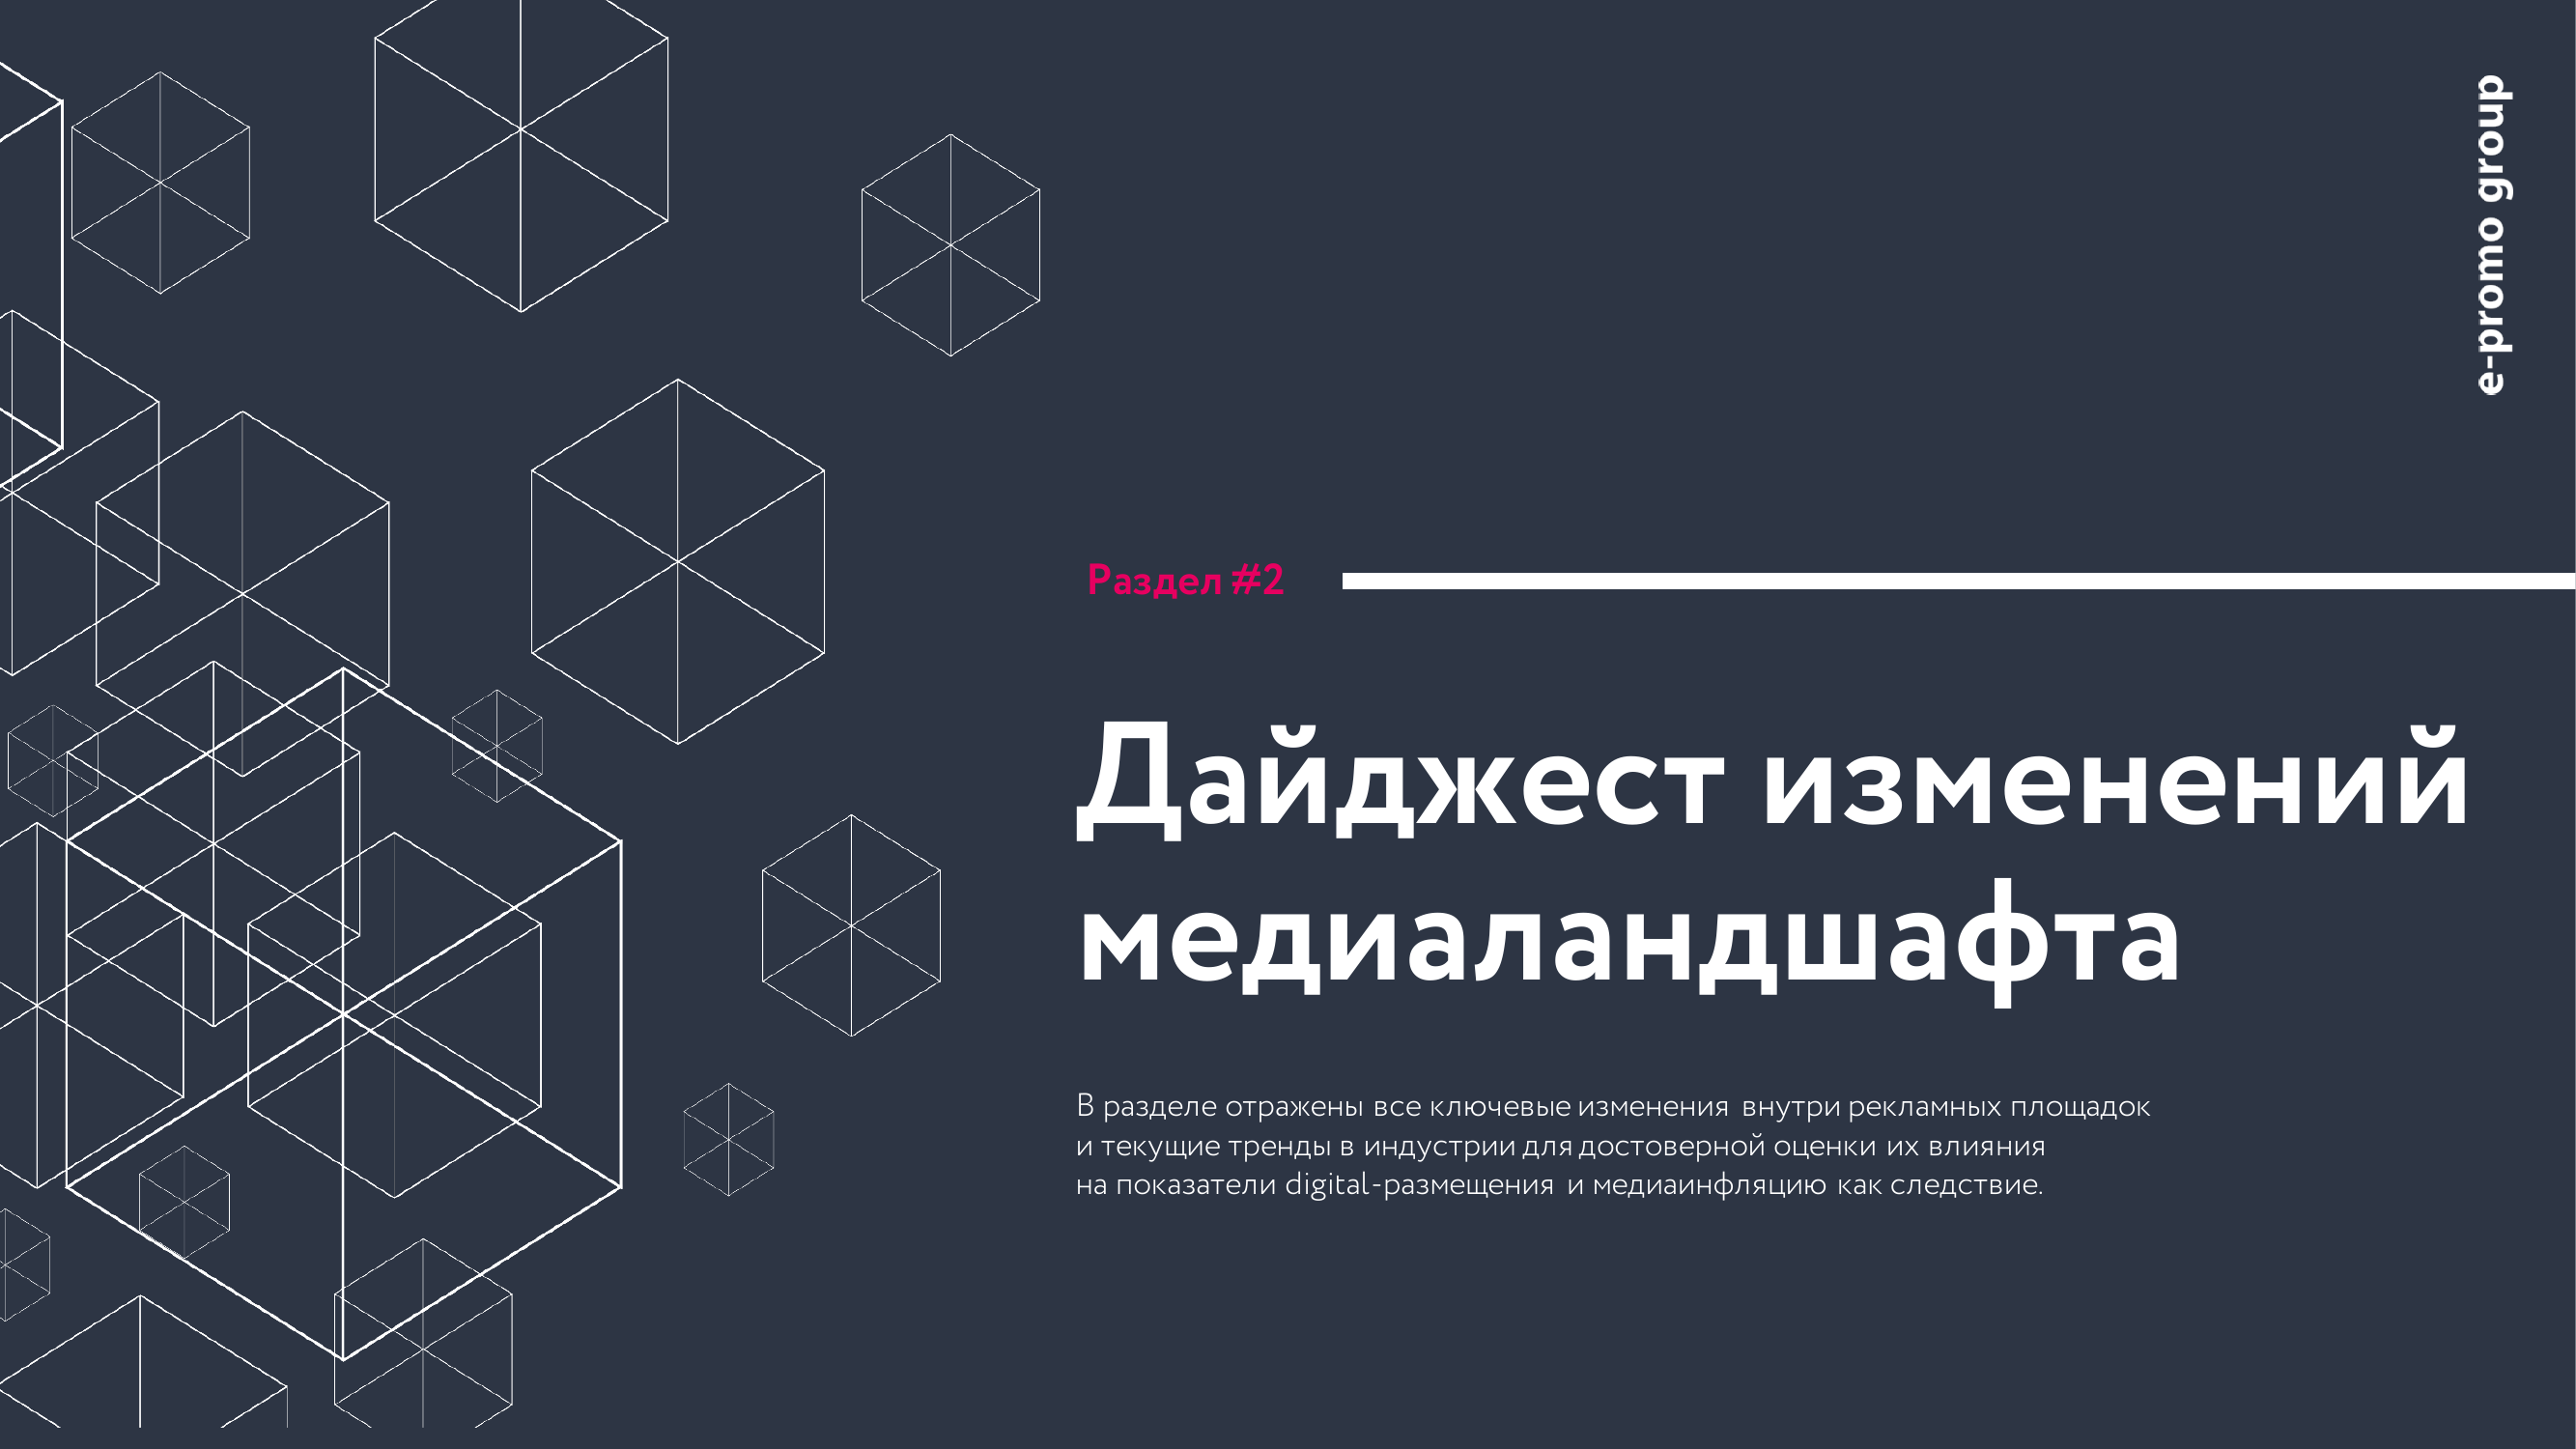 e-promo group
Раздел #2
Дайджест изменений
медиаландшафта
В разделе отражены все ключевые изменения внутри рекламных площадок
и текущие тренды в индустрии для достоверной оценки их влияния
на показатели digital-размещения и медиаинфляцию как следствие.